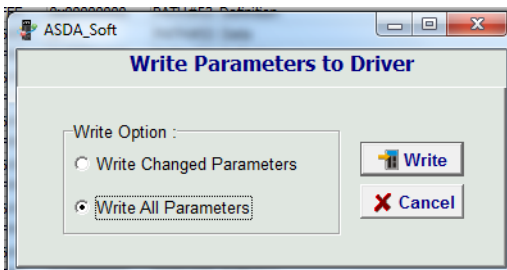 ASDA_Soft
Write Parameters to Driver
Write Option :
Write Changed Parameters
Write All Parameters
Write
Cancel